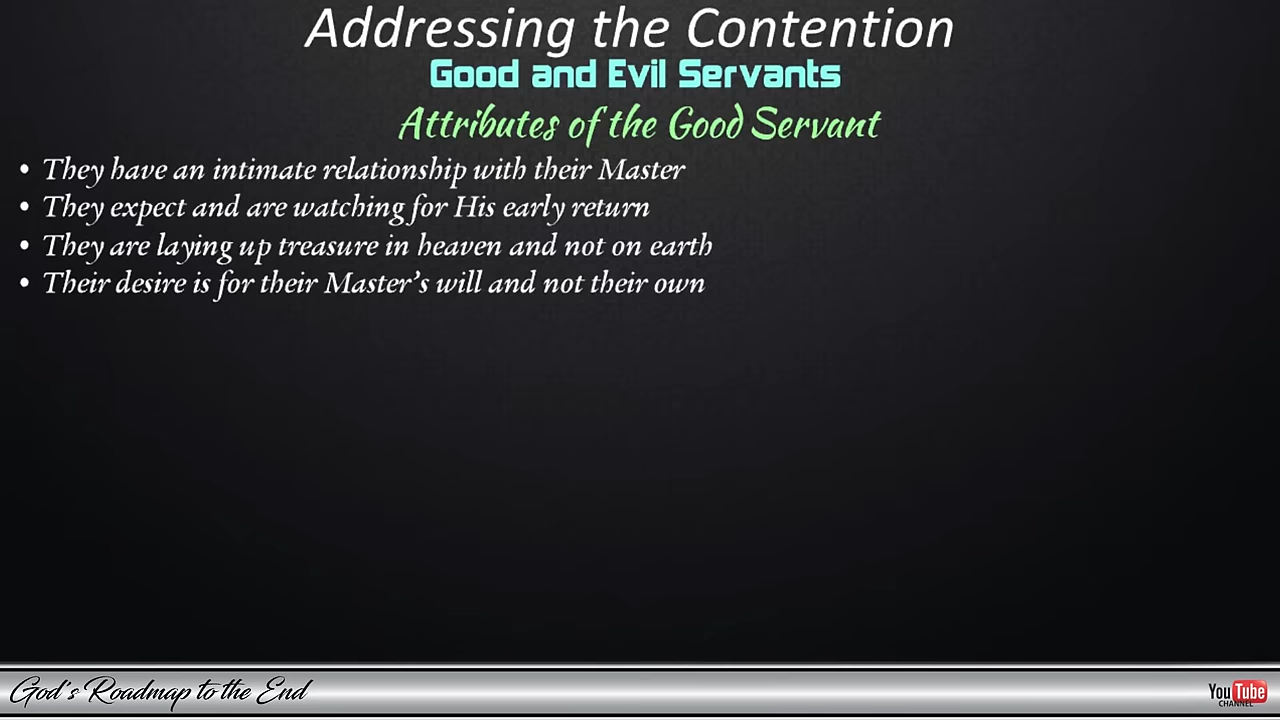 Addressing the Contention
Good and Evil Servants
Attributes of the Good Servant
• They have an intimate relationship with their Master
• They expect and are watching for His early return
• They are laying up treasure in heaven and not on earth
• Their desire is for their Master’s will and not their own
God's Roadmap to the End
YouTube
CHANNEL